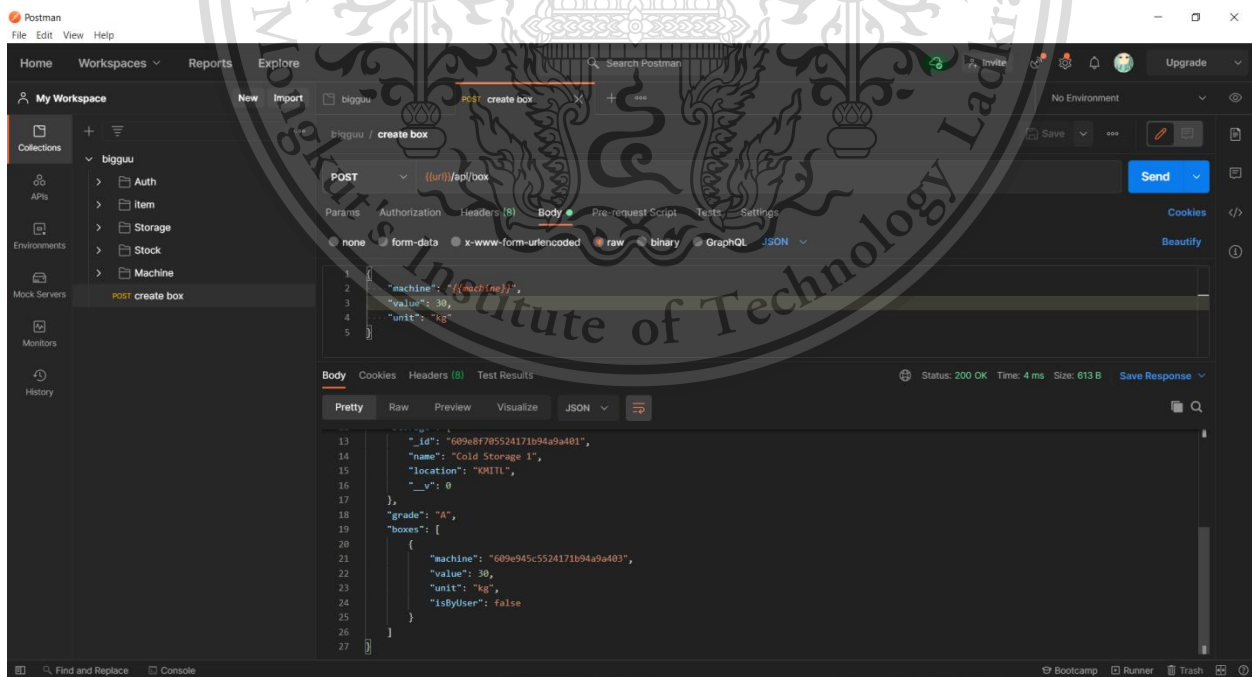 Postman
File Edit View Help
Home Workspaces Reports Explore Search Postman Invite Upgrade
My Workspace New Import bigguu POST create box No Environment
Collections
APIs
Environments
Mock Servers
Monitors
History
bigguu
Auth
item
Storage
Stock
Machine
POST create box
bigguu / create box Save
POST {{url}}/api/box Send
Params Authorization Headers (8) Body Pre-request Script Tests Settings Cookies
none form-data x-www-form-urlencoded raw binary GraphQL JSON Beautify
1 {
2 "machine": "{{machine}}",
3 "value": 30,
4 "unit": "kg"
5 }
Body Cookies Headers (8) Test Results Status: 200 OK Time: 4 ms Size: 613 B Save Response
Pretty Raw Preview Visualize JSON
13 "_id": "609e8f705524171b94a9a401",
14 "name": "Cold Storage 1",
15 "location": "KMITL",
16 "__v": 0
17 },
18 "grade": "A",
19 "boxes": [
20 {
21 "machine": "609e945c5524171b94a9a403",
22 "value": 30,
23 "unit": "kg",
24 "isByUser": false
25 }
26 ]
27 }
Find and Replace Console Bootcamp Runner Trash
Institute of Technology